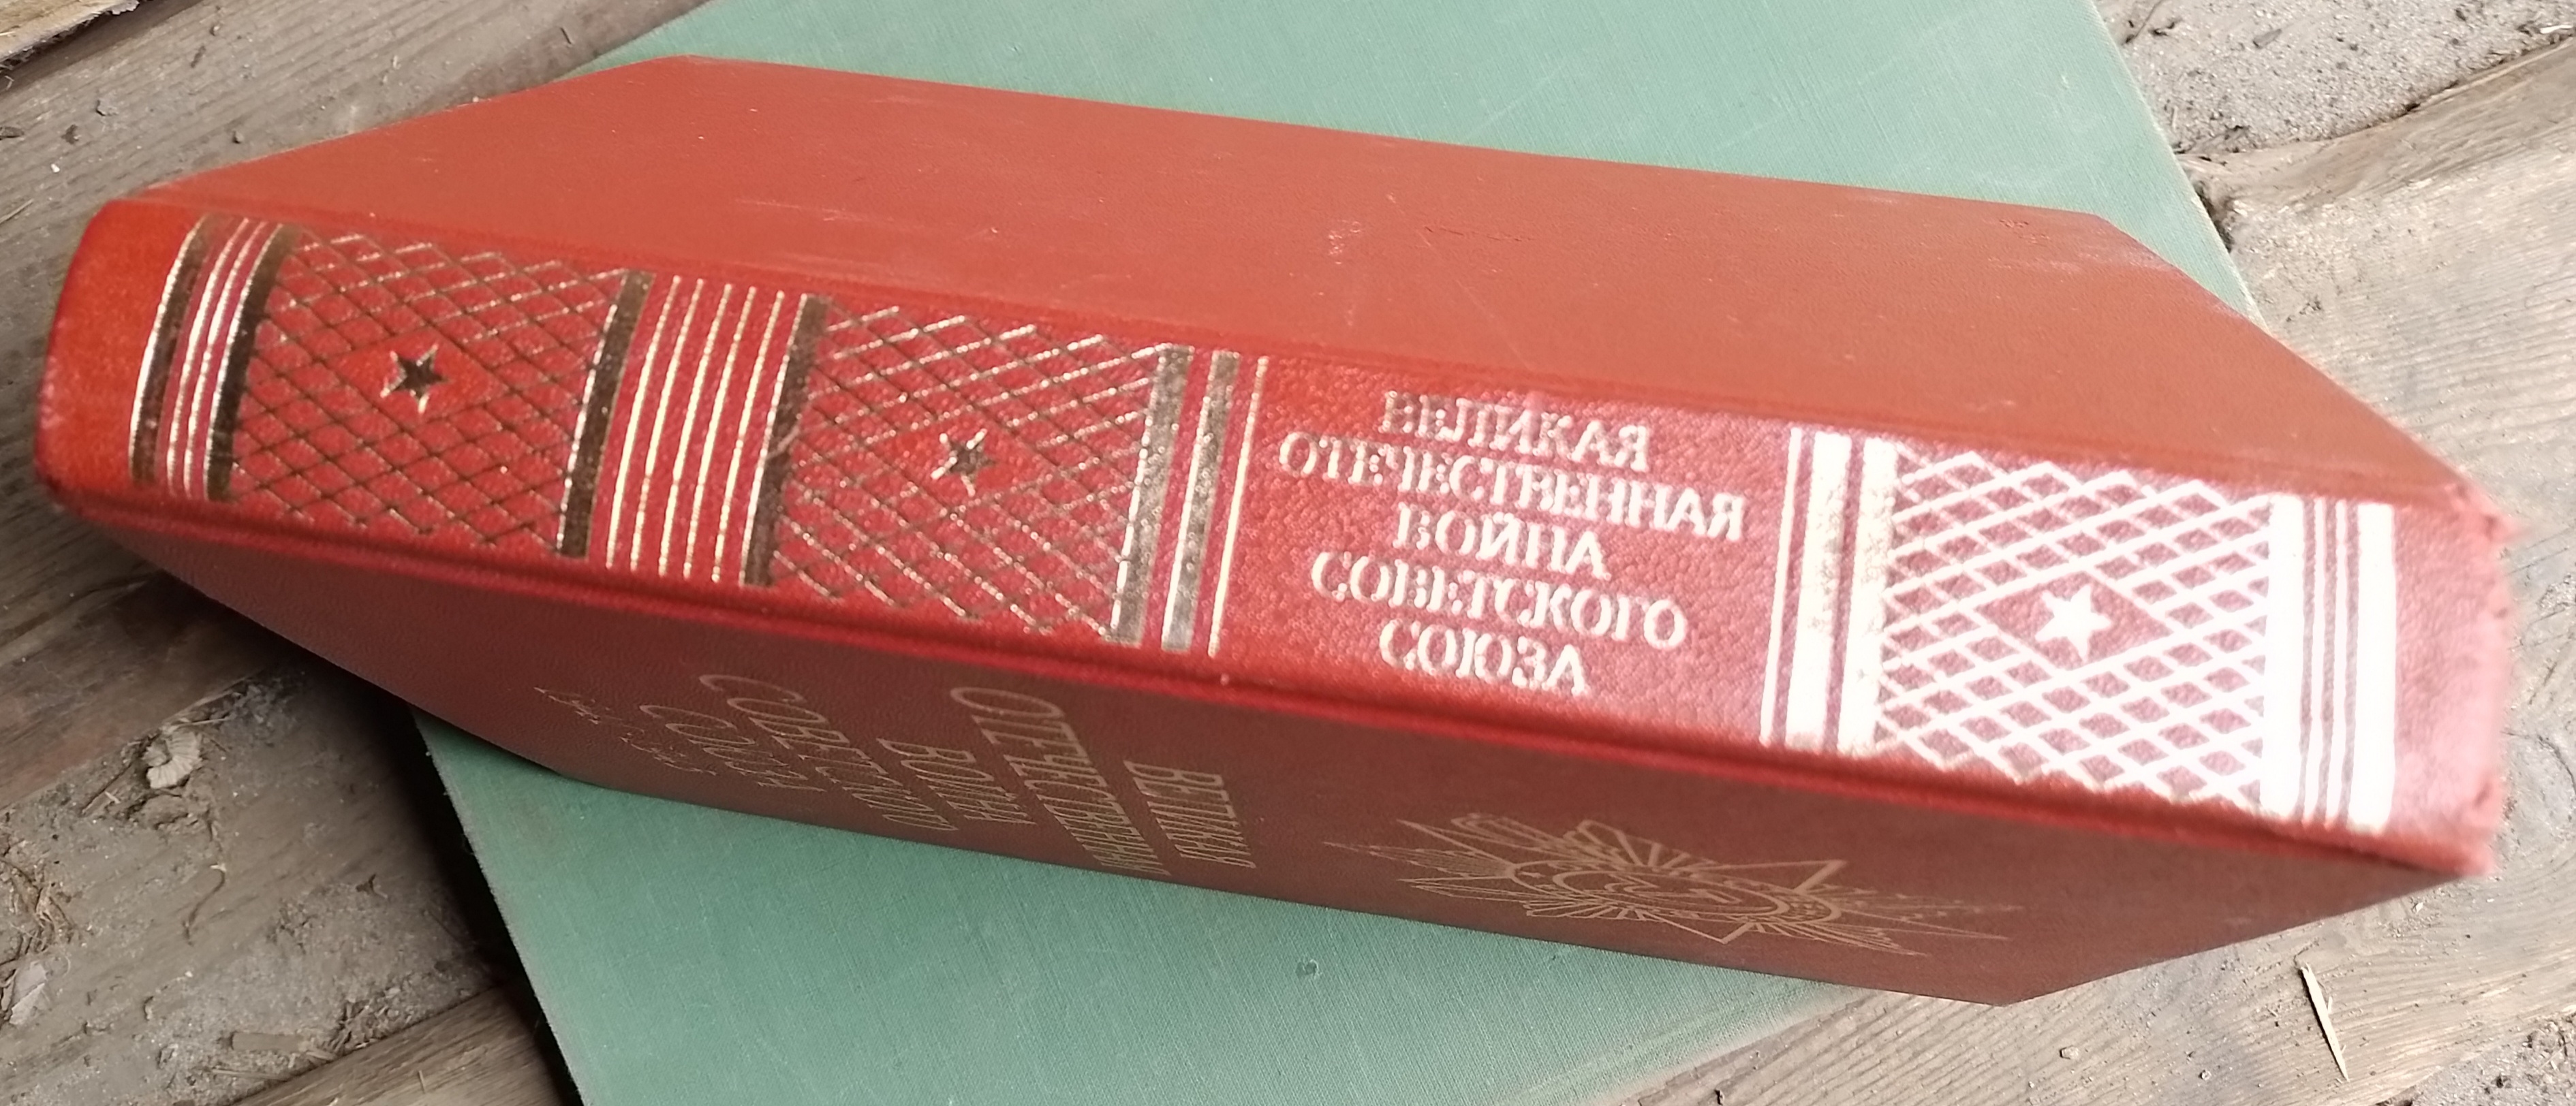 ВЕЛИКАЯ
ОТЕЧЕСТВЕННАЯ
ВОЙНА
СОВЕТСКОГО
СОЮЗА
ВЕЛИКАЯ
ОТЕЧЕСТВЕННАЯ
ВОЙНА
СОВЕТСКОГО
СОЮЗА